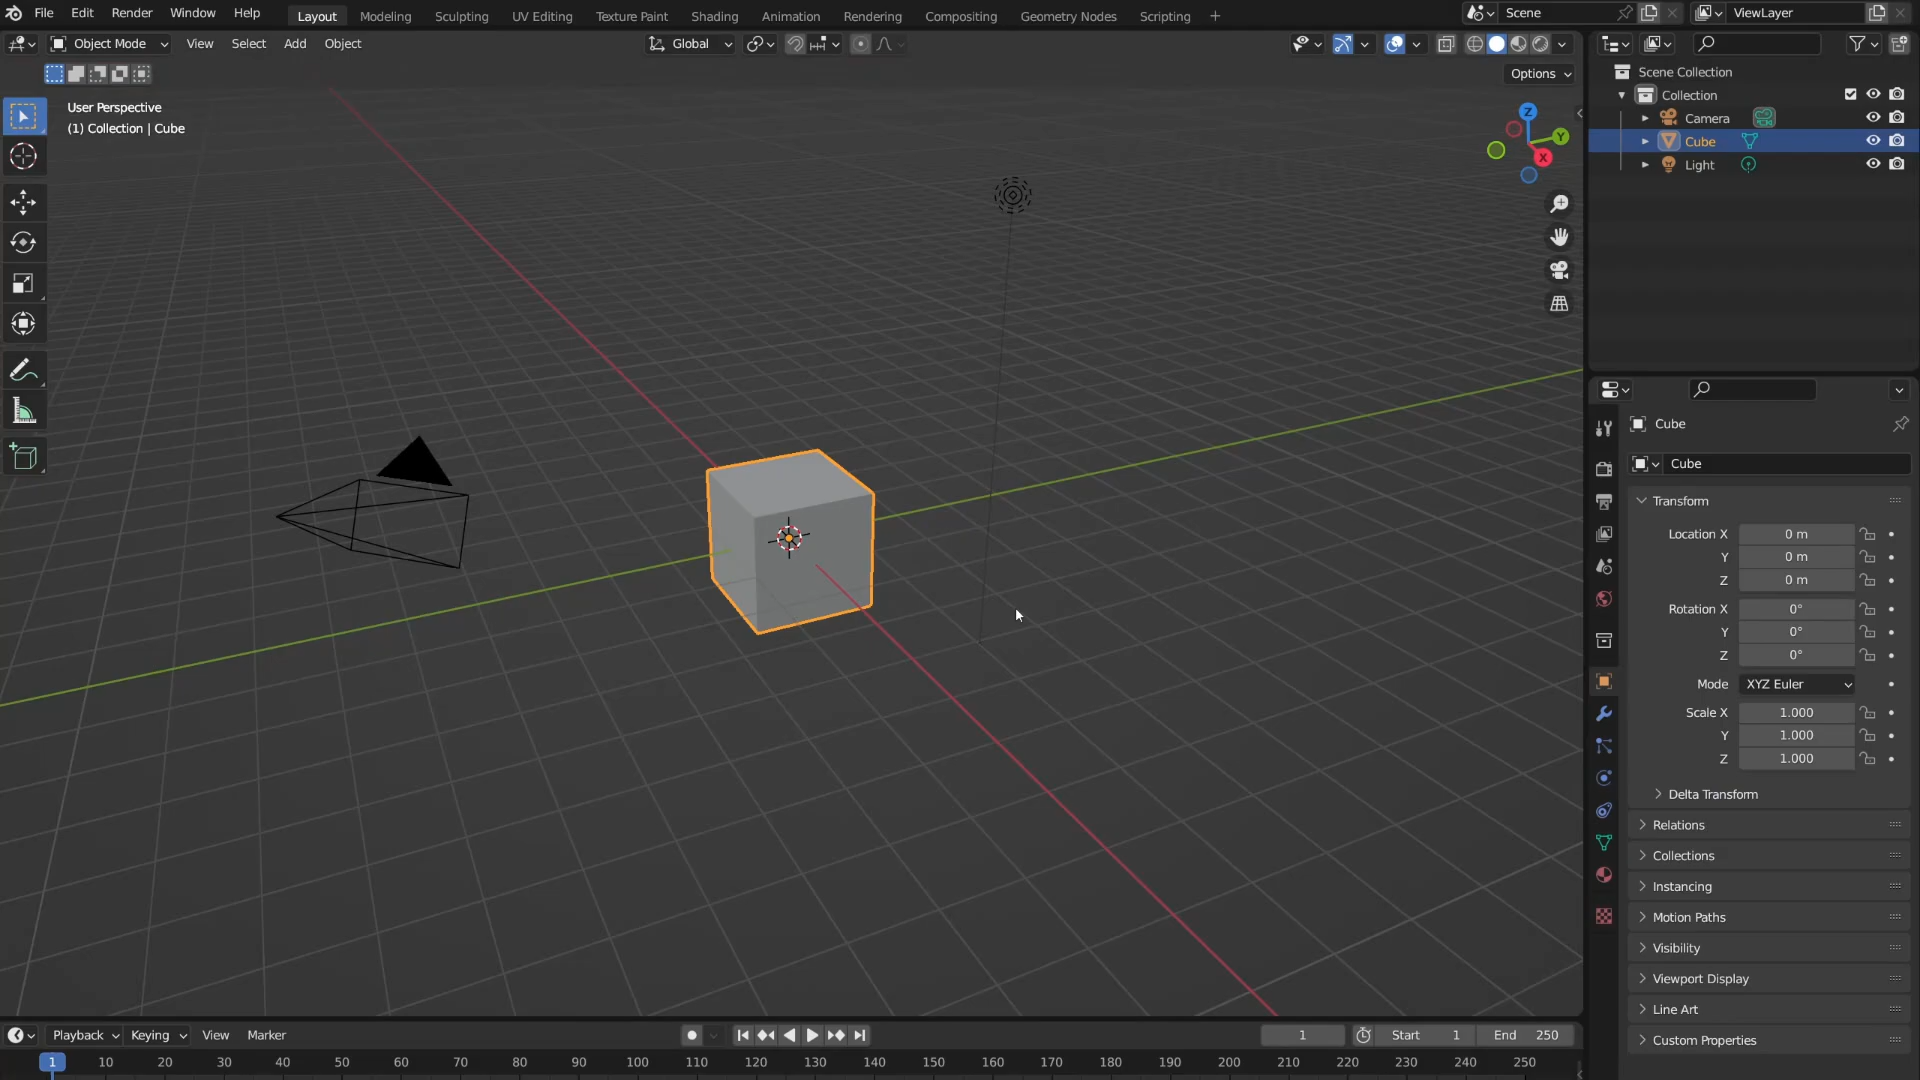 File Edit Render Window Help
Layout Modeling Sculpting UV Editing Texture Paint Shading Animation Rendering Compositing Geometry Nodes Scripting +
Scene
ViewLayer
Object Mode View Select Add Object
Global
Options
User Perspective
(1) Collection | Cube
Z
Y
X
Scene Collection
Collection
Camera
Cube
Light
Cube
Cube
Transform
Location X 0 m
Y 0 m
Z 0 m
Rotation X 0°
Y 0°
Z 0°
Mode XYZ Euler
Scale X 1.000
Y 1.000
Z 1.000
Delta Transform
Relations
Collections
Instancing
Motion Paths
Visibility
Viewport Display
Line Art
Custom Properties
Playback Keying View Marker
1
Start 1
End 250
1 10 20 30 40 50 60 70 80 90 100 110 120 130 140 150 160 170 180 190 200 210 220 230 240 250